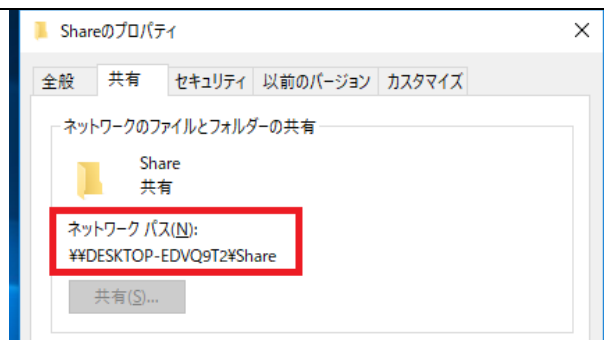 Shareのプロパティ
全般 共有 セキュリティ 以前のバージョン カスタマイズ
ネットワークのファイルとフォルダーの共有
Share
共有
ネットワーク パス(N):
¥¥DESKTOP-EDVQ9T2¥Share
共有(S)...